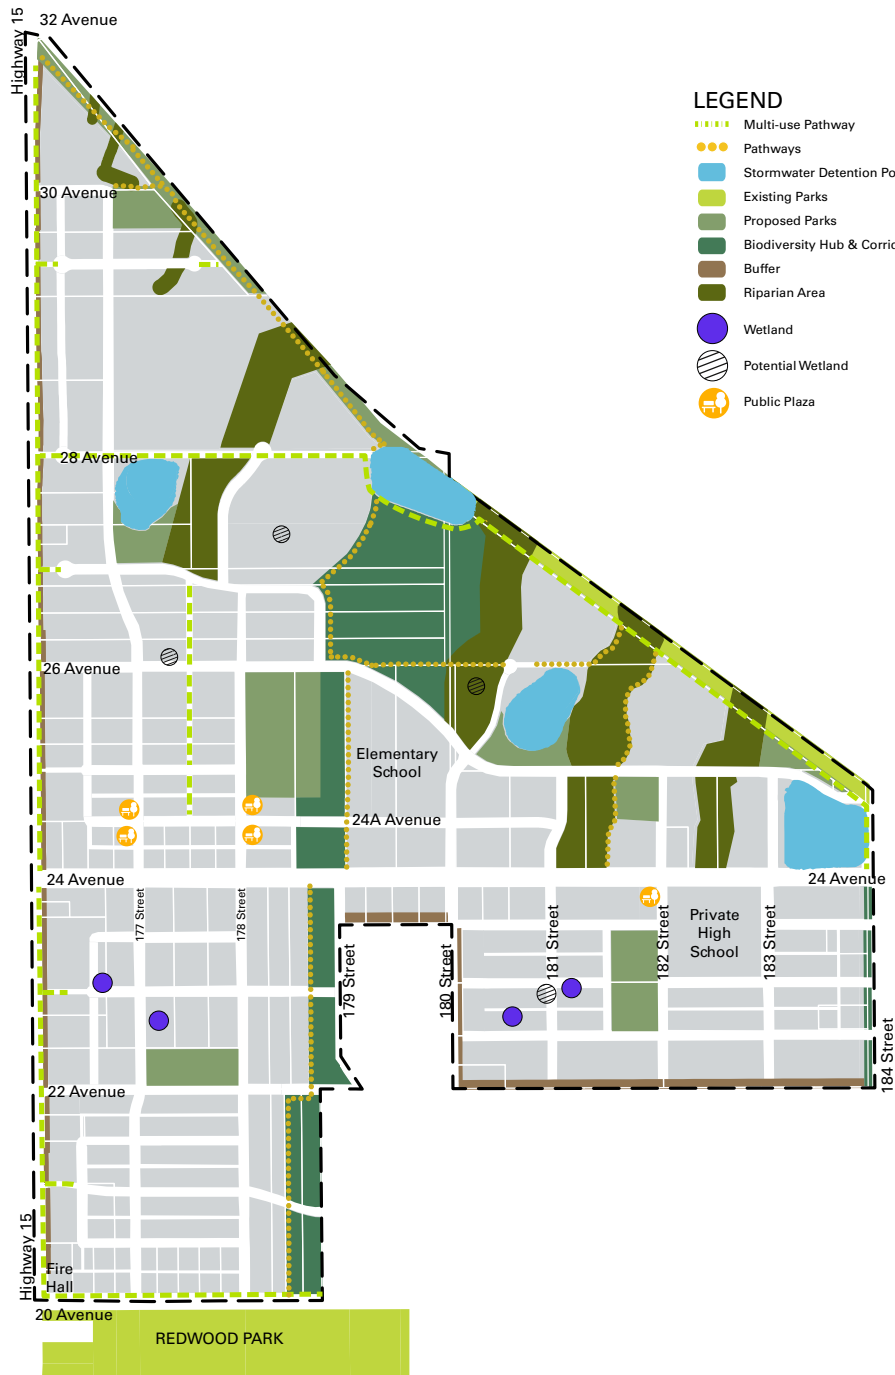 32 Avenue
Highway 15
LEGEND
Multi-use Pathway
Pathways
Stormwater Detention Po
Existing Parks
Proposed Parks
Biodiversity Hub & Corri
Buffer
Riparian Area
Wetland
Potential Wetland
Public Plaza
30 Avenue
28 Avenue
26 Avenue
Elementary
School
24A Avenue
24 Avenue
24 Avenue
177 Street
178 Street
179 Street
180 Street
181 Street
182 Street
Private
High
School
183 Street
184 Street
22 Avenue
Highway 15
Fire
Hall
20 Avenue
REDWOOD PARK